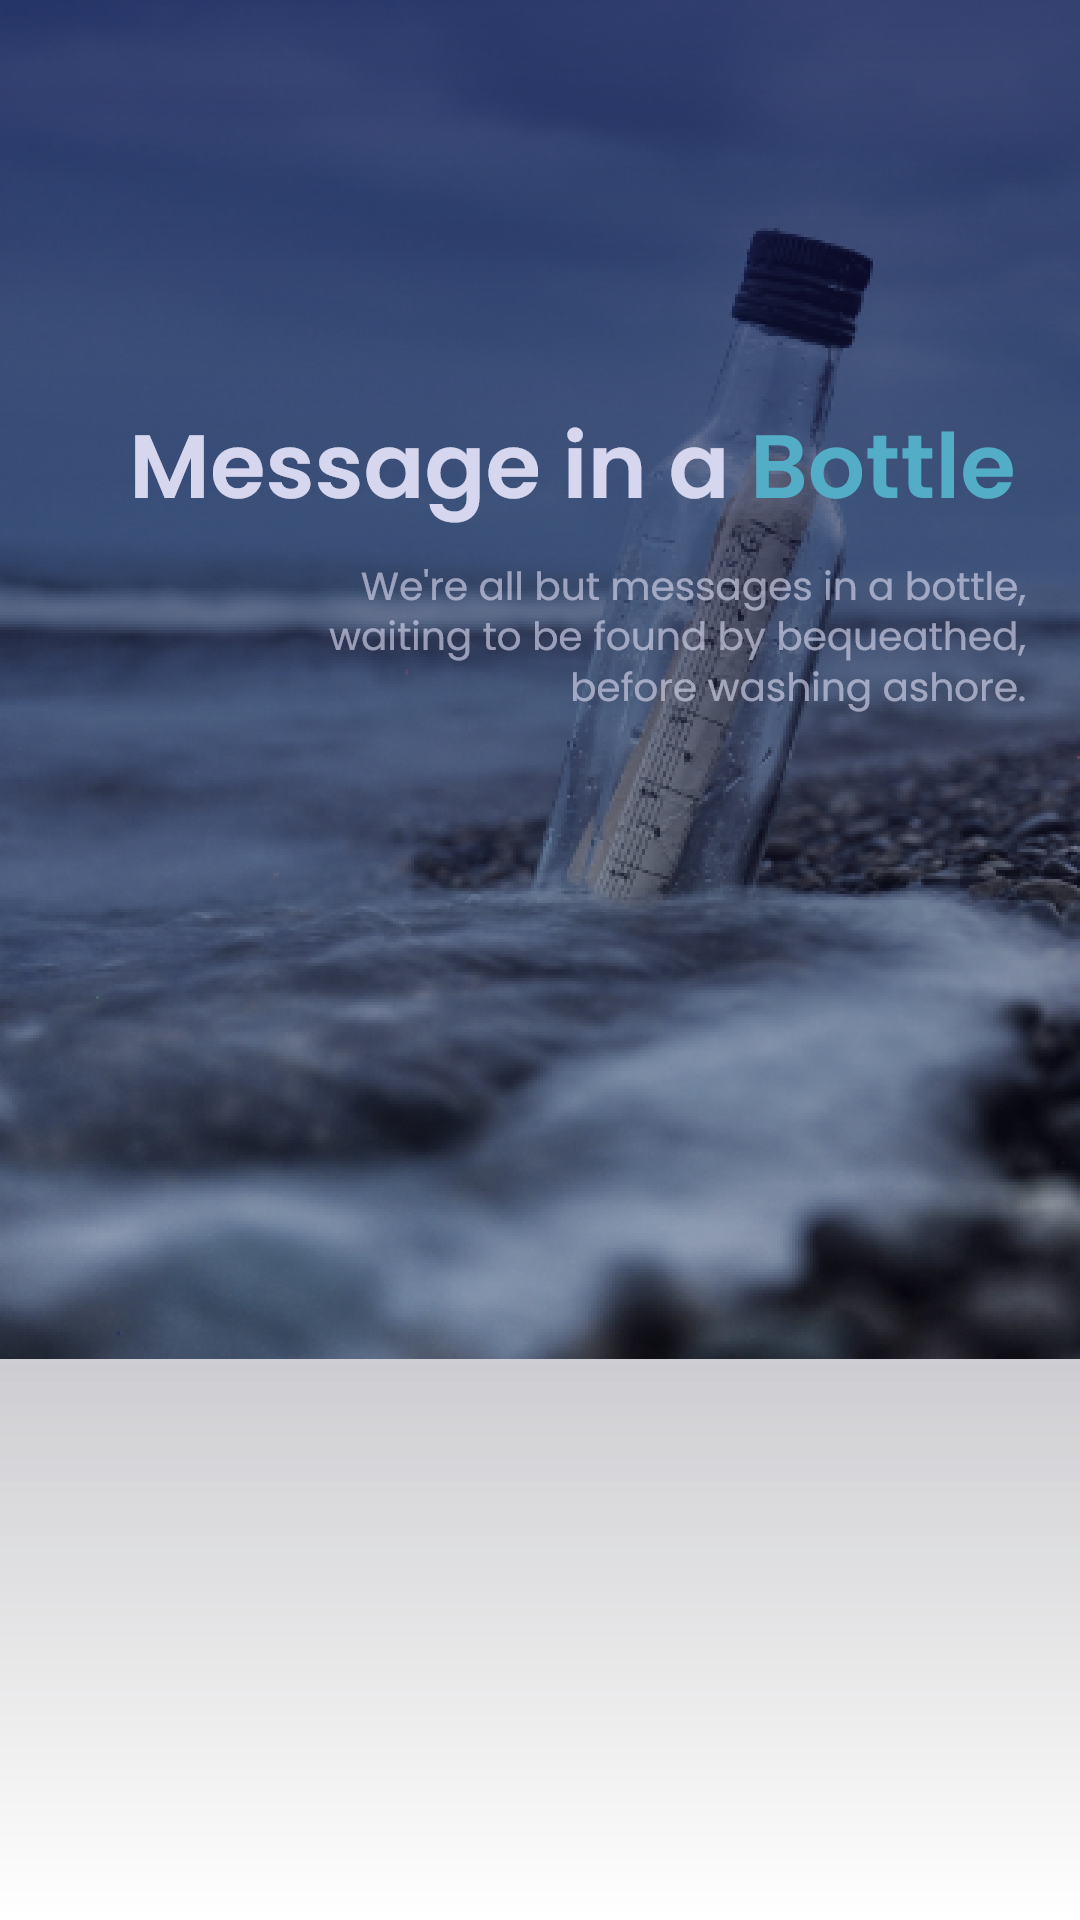 Message in a Bottle
We're all but messages in a bottle,
waiting to be found by bequeathed,
before washing ashore.